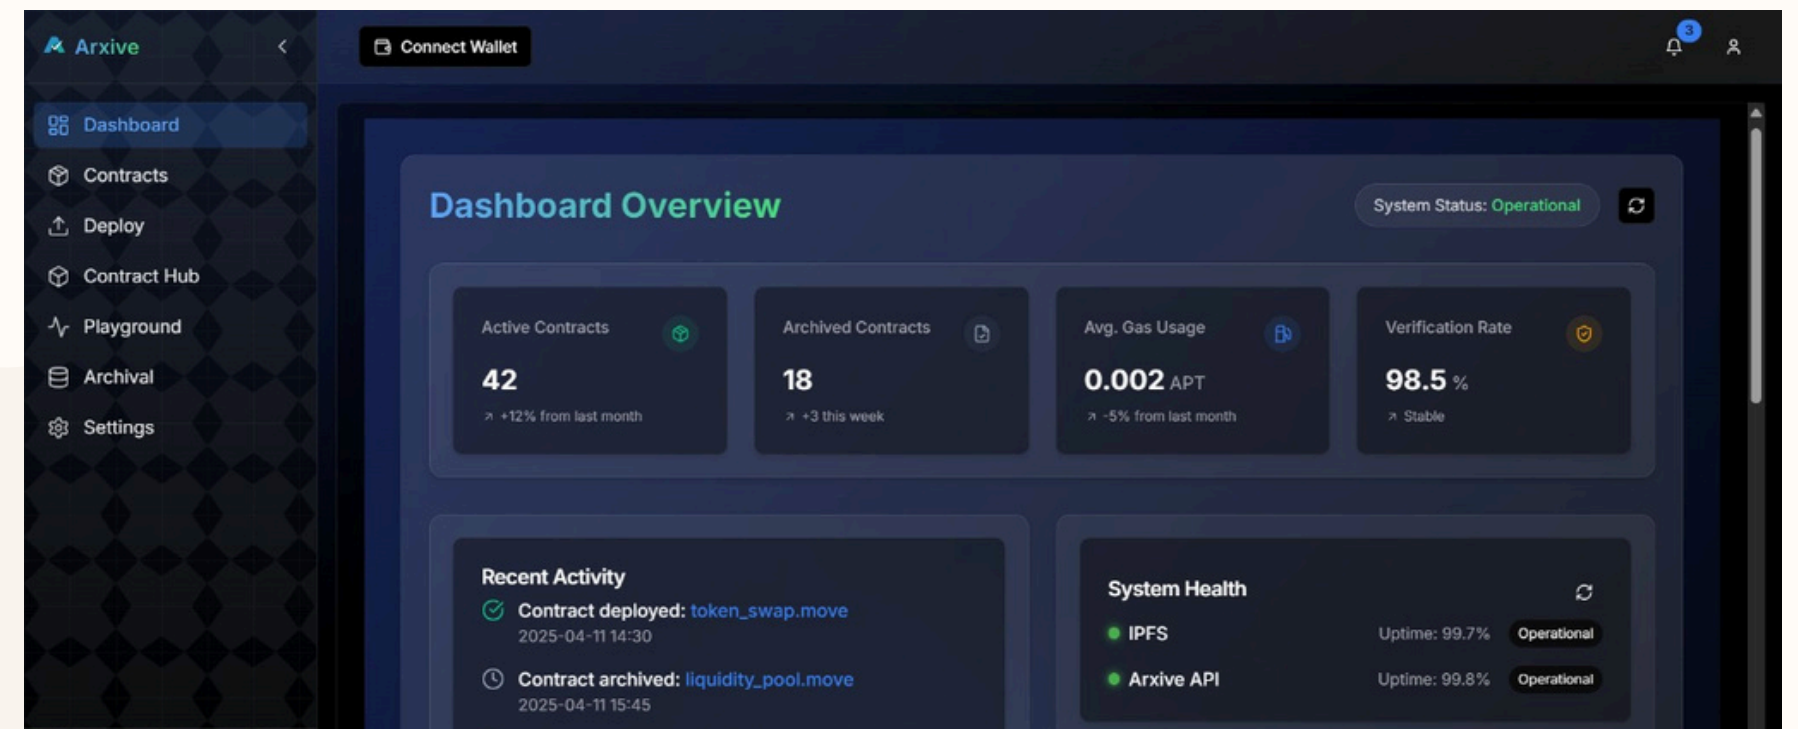 Arxive
Connect Wallet
3
Dashboard
Contracts
Deploy
Contract Hub
Playground
Archival
Settings
Dashboard Overview
System Status: Operational
Active Contracts
42
+12% from last month
Archived Contracts
18
+3 this week
Avg. Gas Usage
0.002 APT
-5% from last month
Verification Rate
98.5 %
Stable
Recent Activity
Contract deployed: token_swap.move
2025-04-11 14:30
Contract archived: liquidity_pool.move
2025-04-11 15:45
System Health
IPFS Uptime: 99.7% Operational
Arxive API Uptime: 99.8% Operational